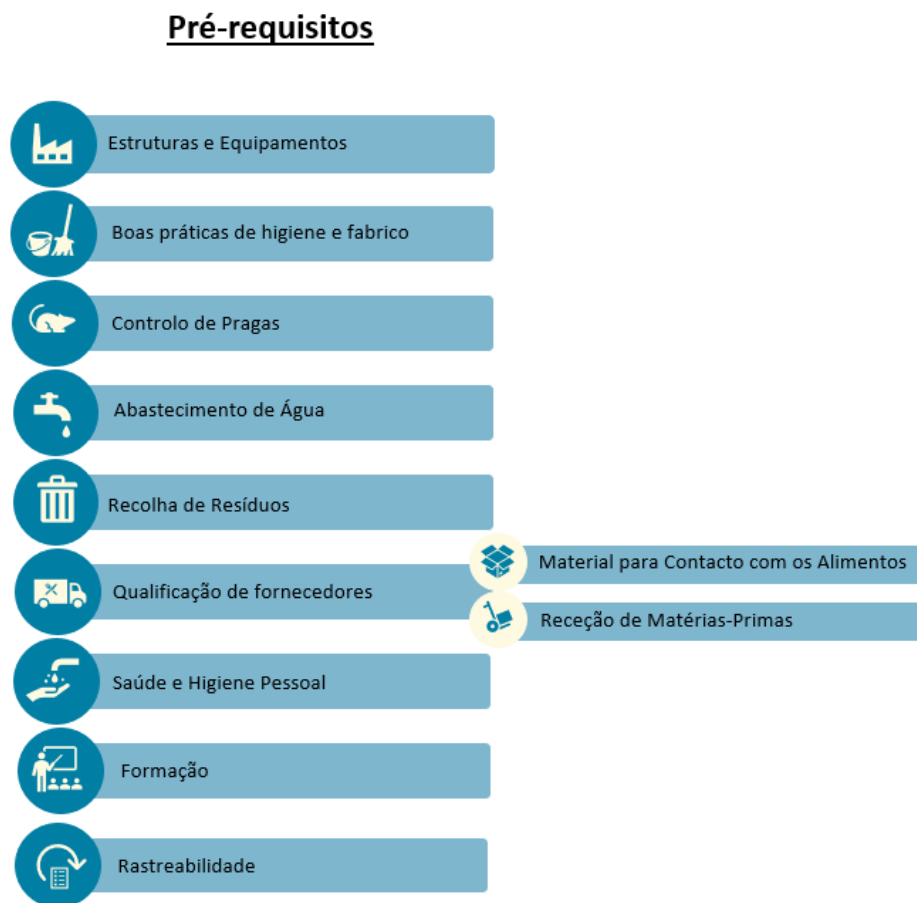 Pré-requisitos
Estruturas e Equipamentos
Boas práticas de higiene e fabrico
Controlo de Pragas
Abastecimento de Água
Recolha de Resíduos
Qualificação de fornecedores
Material para Contacto com os Alimentos
Receção de Matérias-Primas
Saúde e Higiene Pessoal
Formação
Rastreabilidade